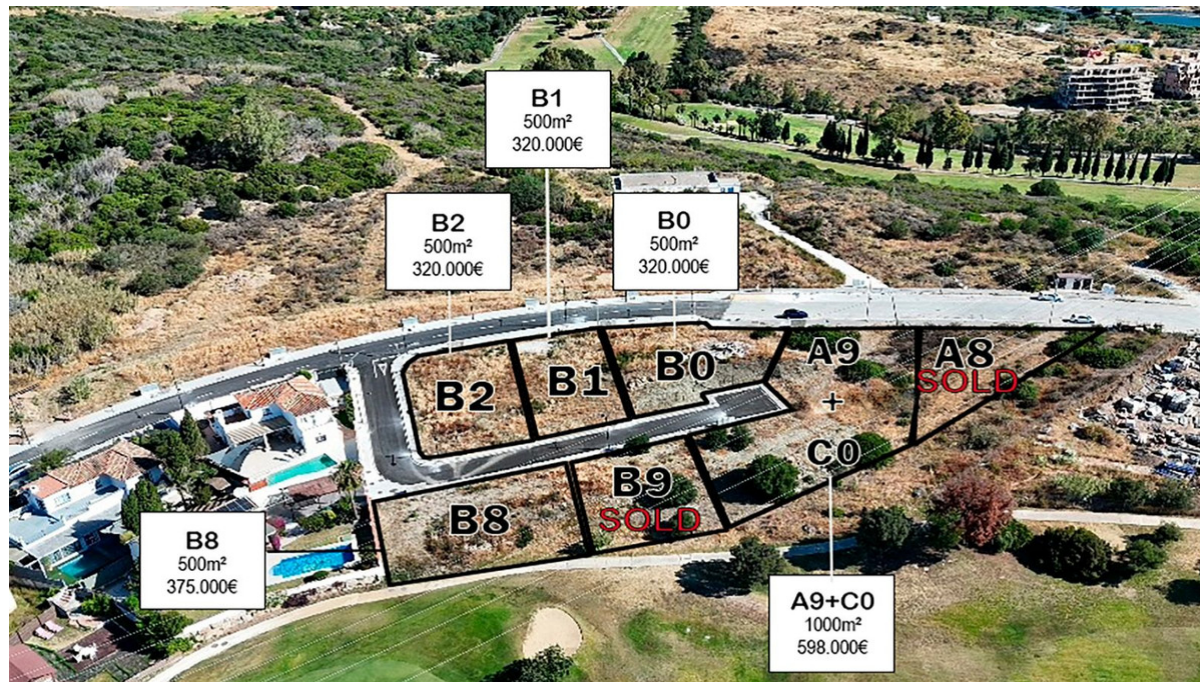 B1
500m²
320.000€
B2
500m²
320.000€
B0
500m²
320.000€
B2
B1
B0
A9
+
C0
A8
SOLD
B8
B9
SOLD
B8
500m²
375.000€
A9+C0
1000m²
598.000€